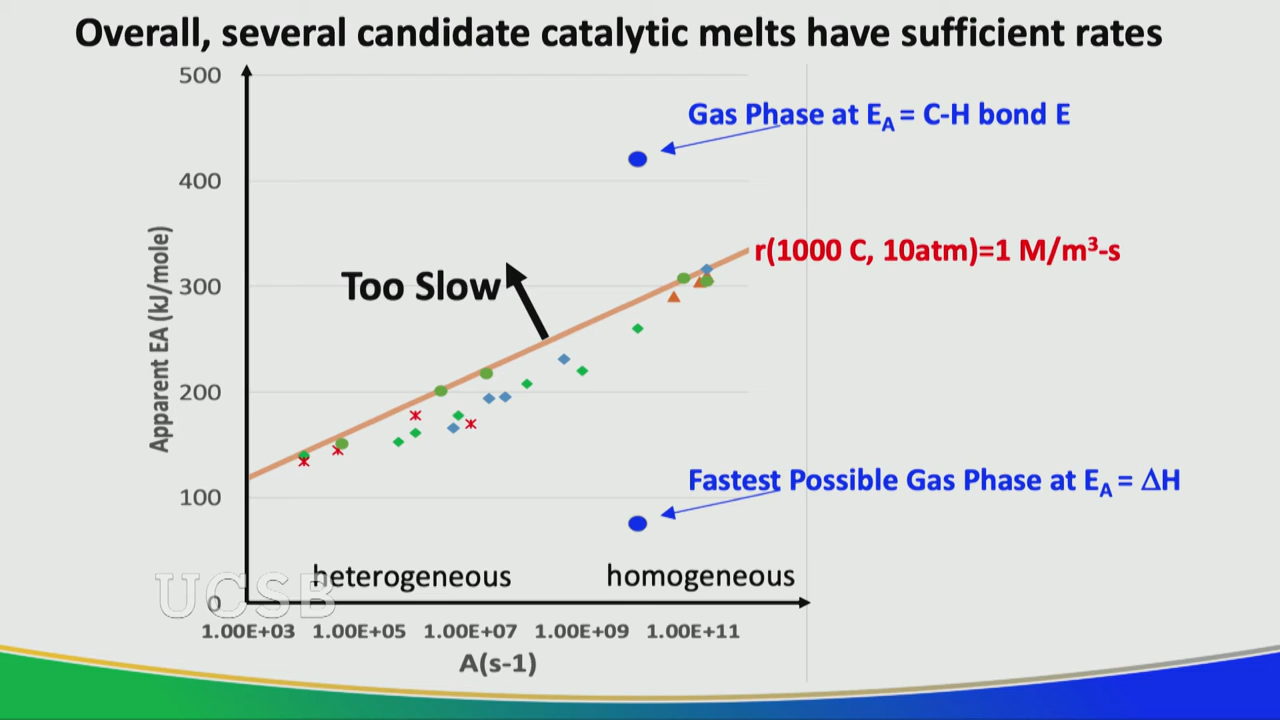 Overall, several candidate catalytic melts have sufficient rates
500
Gas Phase at EA = C-H bond E
400
r(1000 C, 10atm)=1 M/m³-s
Too Slow
300
Apparent EA (kJ/mole)
200
Fastest Possible Gas Phase at EA = ΔH
100
heterogeneous
homogeneous
UCSB
0
1.00E+03 1.00E+05 1.00E+07 1.00E+09 1.00E+11
A(s-1)